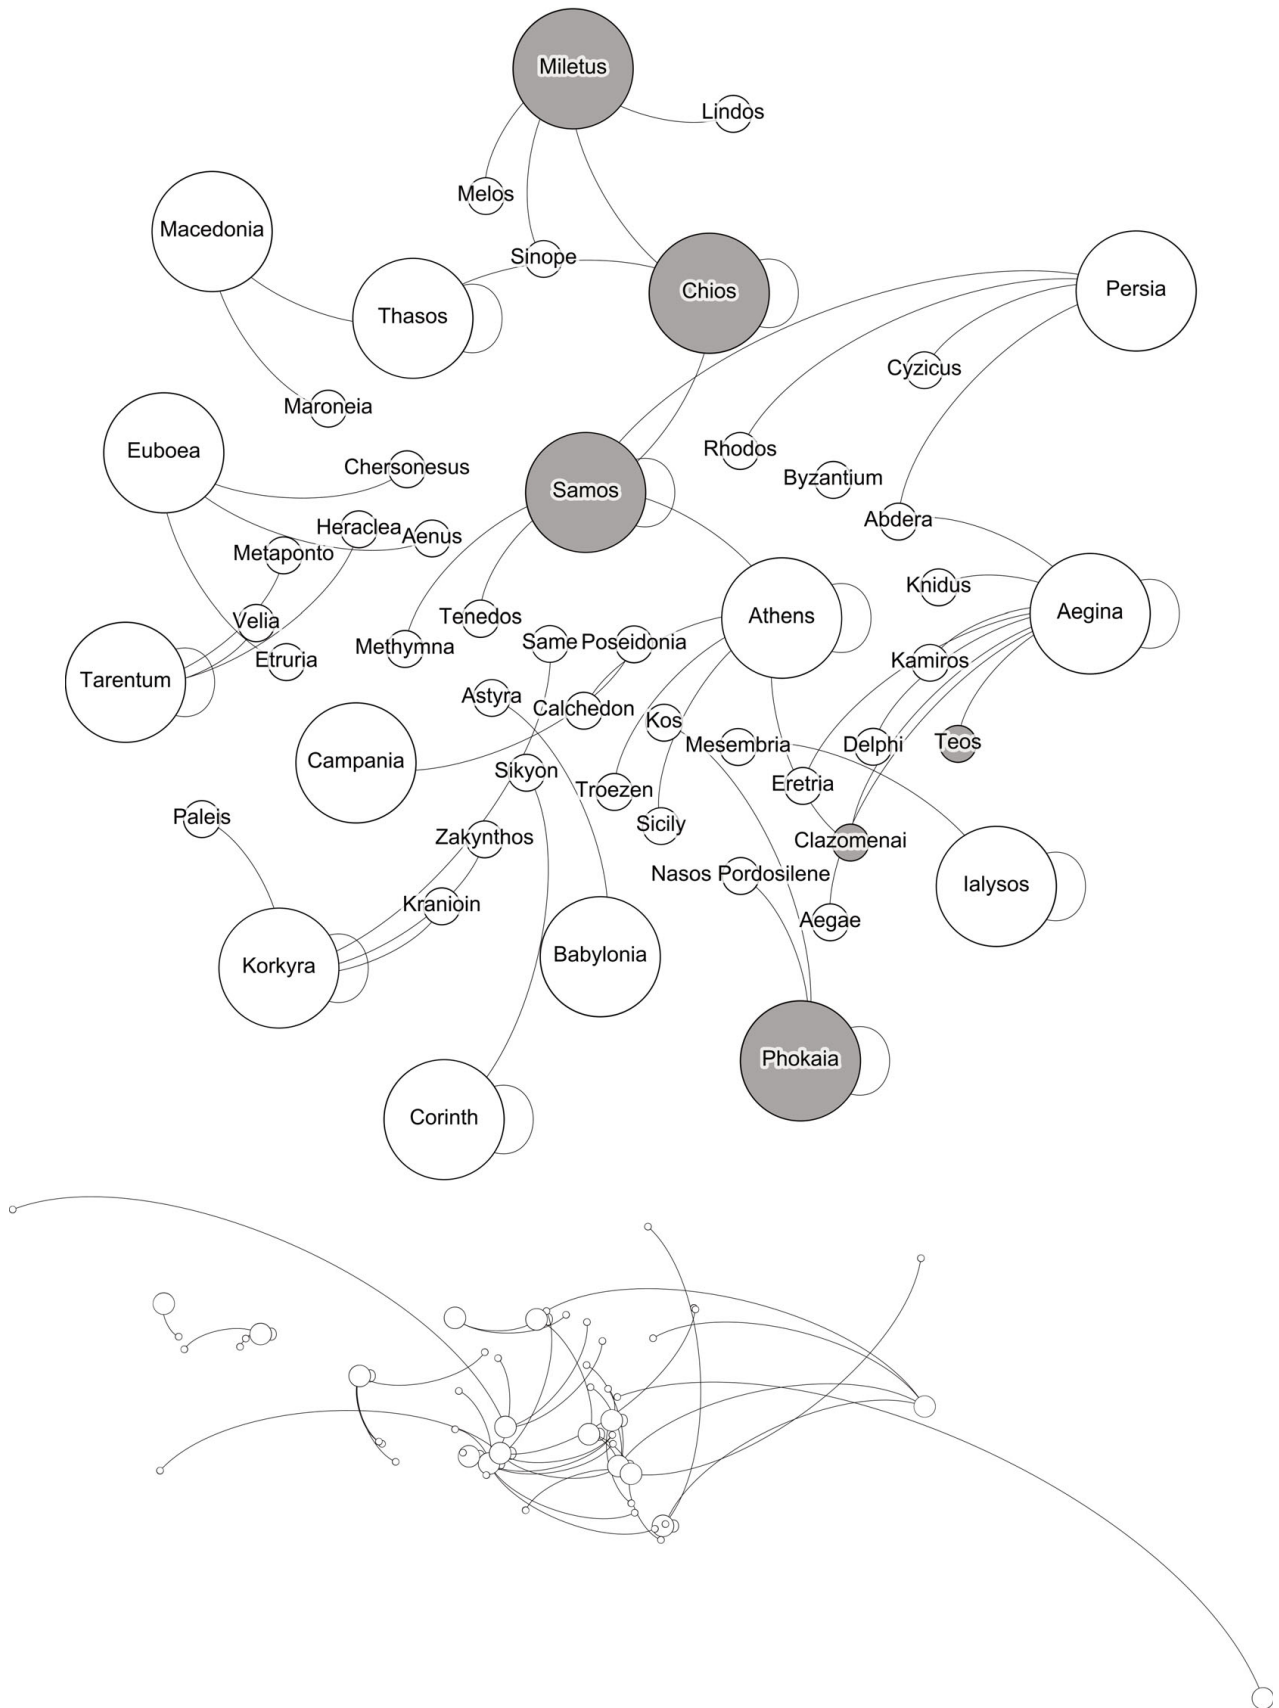 Miletus
Lindos
Melos
Macedonia
Sinope
Persia
Chios
Thasos
Cyzicus
Maroneia
Rhodos
Euboea
Chersonesus
Byzantium
Samos
Abdera
Heraclea
Aenus
Metaponto
Knidus
Tenedos
Athens
Aegina
Velia
Methymna
Same
Poseidonia
Etruria
Kamiros
Tarentum
Astyra
Calchedon
Kos
Mesembria
Delphi
Teos
Campania
Sikyon
Troezen
Eretria
Paleis
Sicily
Zakynthos
Clazomenai
Nasos Pordosilene
Ialysos
Kranioin
Aegae
Korkyra
Babylonia
Phokaia
Corinth